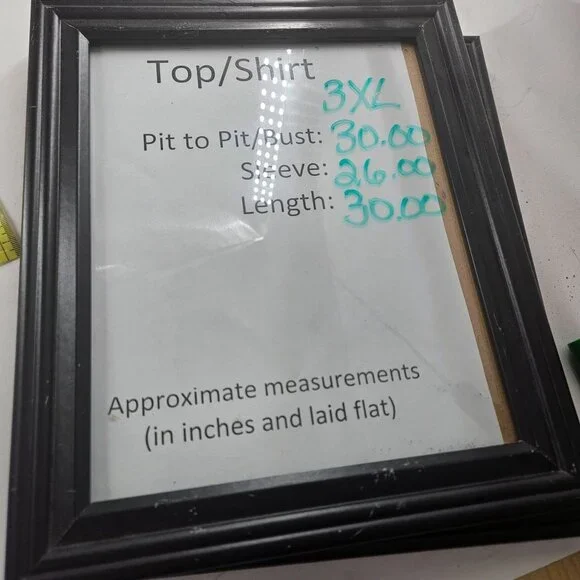 Top/Shirt
3XL
Pit to Pit/Bust: 30.00
Sleeve: 26.00
Length: 30.00
Approximate measurements
(in inches and laid flat)